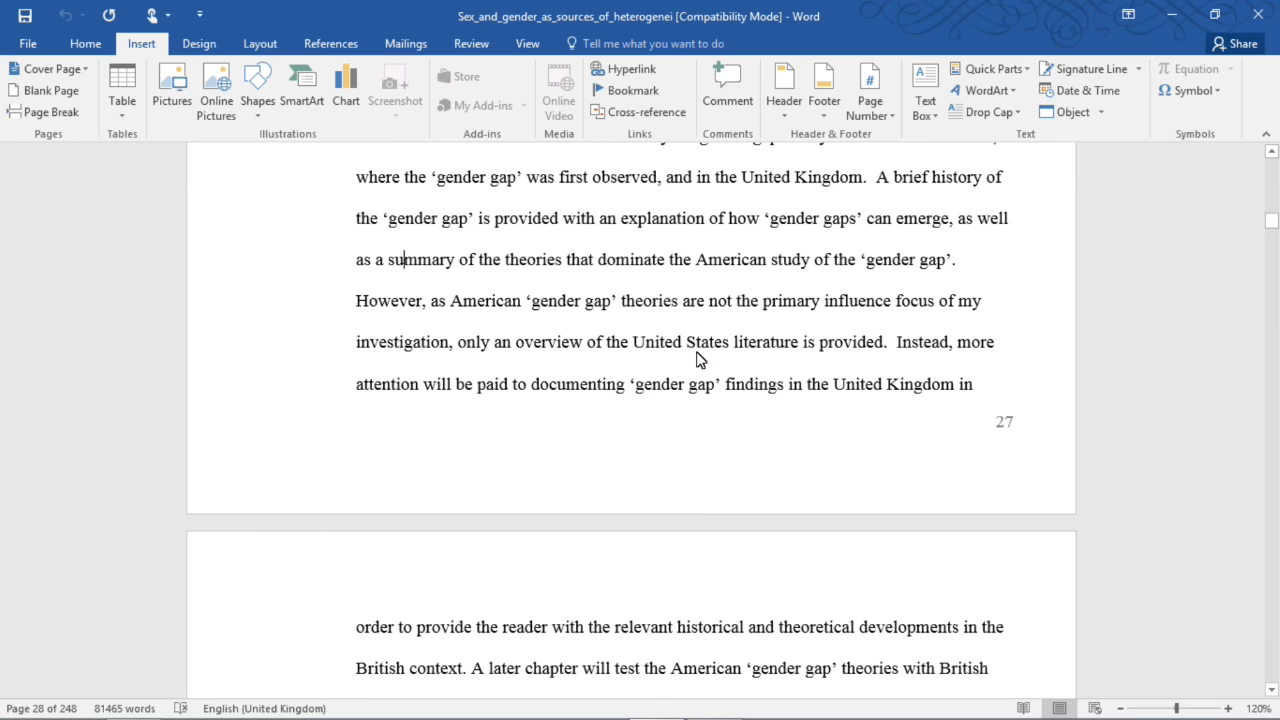 Sex_and_gender_as_sources_of_heterogenei [Compatibility Mode] - Word
File Home Insert Design Layout References Mailings Review View Tell me what you want to do Share
Cover Page
Blank Page
Page Break
Pages
Table
Tables
Pictures
Online Pictures
Shapes
SmartArt
Chart
Screenshot
Illustrations
Store
My Add-ins
Add-ins
Online Video
Media
Hyperlink
Bookmark
Cross-reference
Links
Comment
Comments
Header
Footer
Page Number
Header & Footer
Text Box
Quick Parts
WordArt
Drop Cap
Signature Line
Date & Time
Object
Text
Equation
Symbol
Symbols
where the ‘gender gap’ was first observed, and in the United Kingdom.  A brief history of
the ‘gender gap’ is provided with an explanation of how ‘gender gaps’ can emerge, as well
as a summary of the theories that dominate the American study of the ‘gender gap’.
However, as American ‘gender gap’ theories are not the primary influence focus of my
investigation, only an overview of the United States literature is provided.  Instead, more
attention will be paid to documenting ‘gender gap’ findings in the United Kingdom in
27
order to provide the reader with the relevant historical and theoretical developments in the
British context. A later chapter will test the American ‘gender gap’ theories with British
Page 28 of 248 81465 words English (United Kingdom) 120%